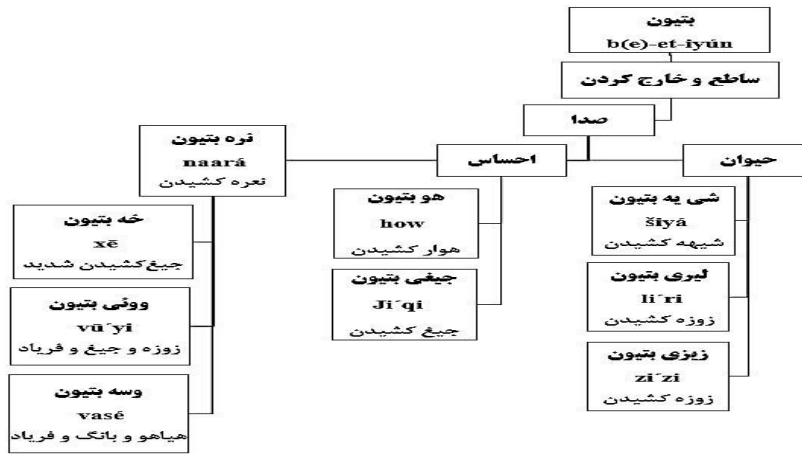 بتیون
b(e)-et-iyún
ساطع و خارج کردن
صدا
حیوان
احساس
نره بتیون
naará
نعره کشیدن
شی یه بتیون
šiyá
شیهه کشیدن
لیری بتیون
li´ri
زوزه کشیدن
زیزی بتیون
zi´zi
زوزه کشیدن
هو بتیون
how
هوار کشیدن
جیغی بتیون
Ji´qi
جیغ کشیدن
خه بتیون
xē
جیغ‌کشیدن شدید
ووئی بتیون
vū´yi
زوزه و جیغ و فریاد
وسه بتیون
vasé
هیاهو و بانگ و فریاد